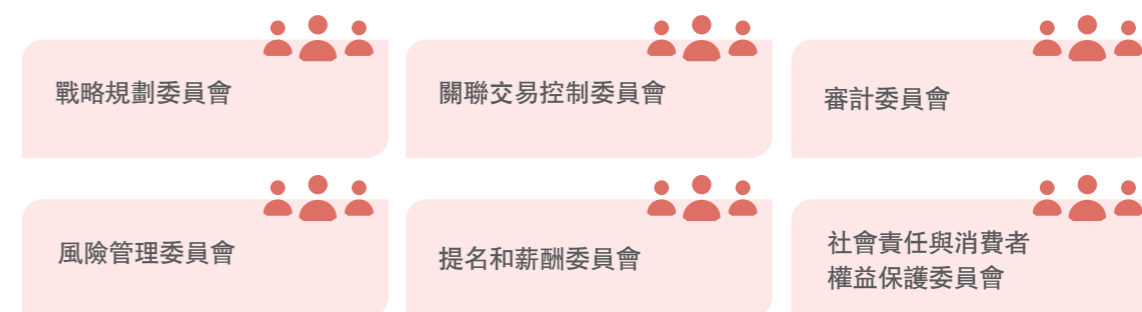 戰略規劃委員會
關聯交易控制委員會
審計委員會
風險管理委員會
提名和薪酬委員會
社會責任與消費者
權益保護委員會